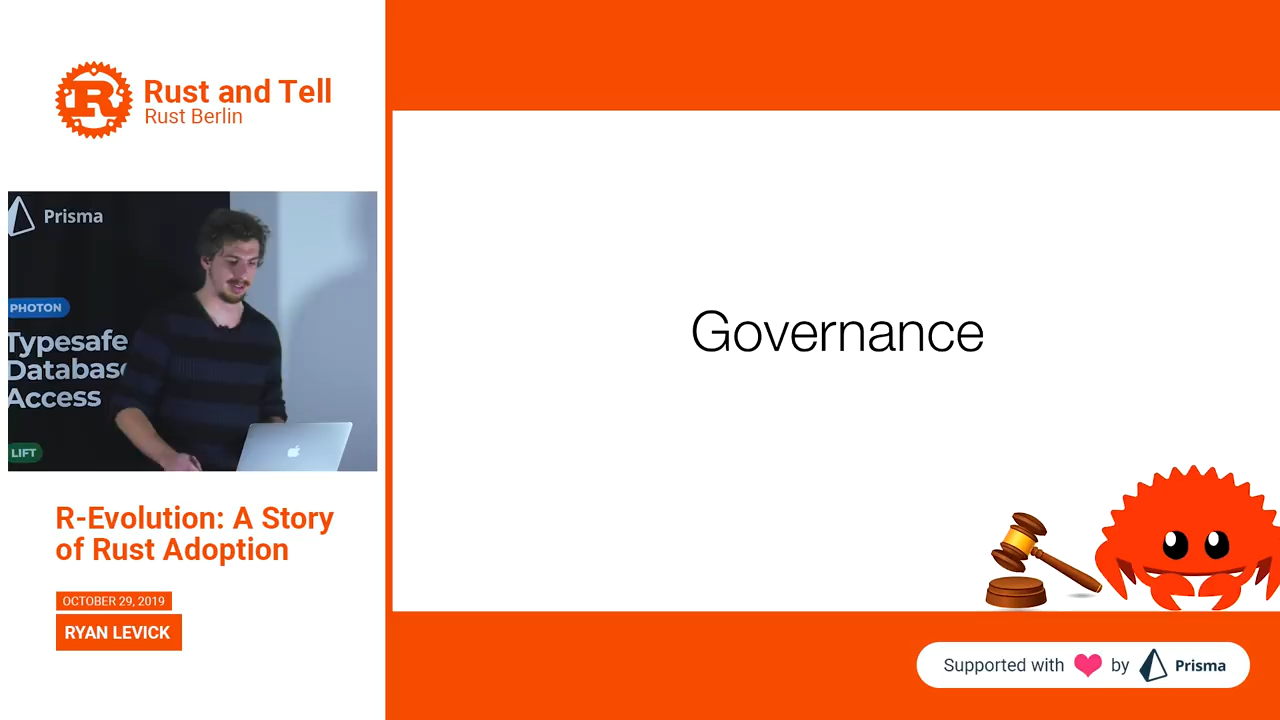 Rust and Tell
Rust Berlin
Prisma
PHOTON
Typesafe
Database
Access
LIFT
R-Evolution: A Story
of Rust Adoption
OCTOBER 29, 2019
RYAN LEVICK
Governance
Supported with by Prisma